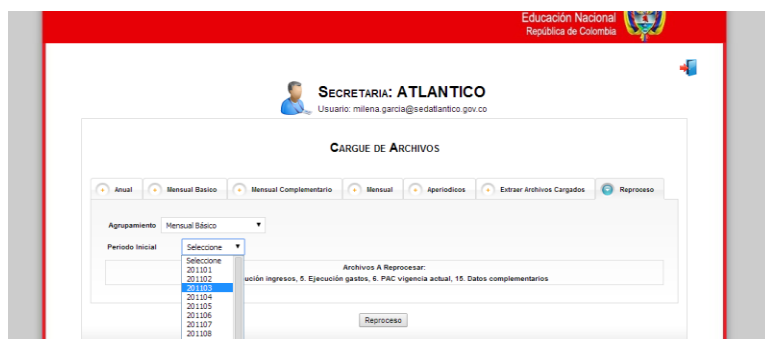 Educación Nacional
República de Colombia
SECRETARIA: ATLANTICO
Usuario: milena.garcia@sedatlantico.gov.co
CARGUE DE ARCHIVOS
Anual Mensual Basico Mensual Complementario Mensual Aperiodicos Extraer Archivos Cargados Reproceso
Agrupamiento Mensual Básico
Periodo Inicial Seleccione
Seleccione
Archivos A Reprocesar:
201101
201102
ución ingresos, 5. Ejecución gastos, 6. PAC vigencia actual, 15. Datos complementarios
201103
201104
201105
201106
201107
201108
Reproceso